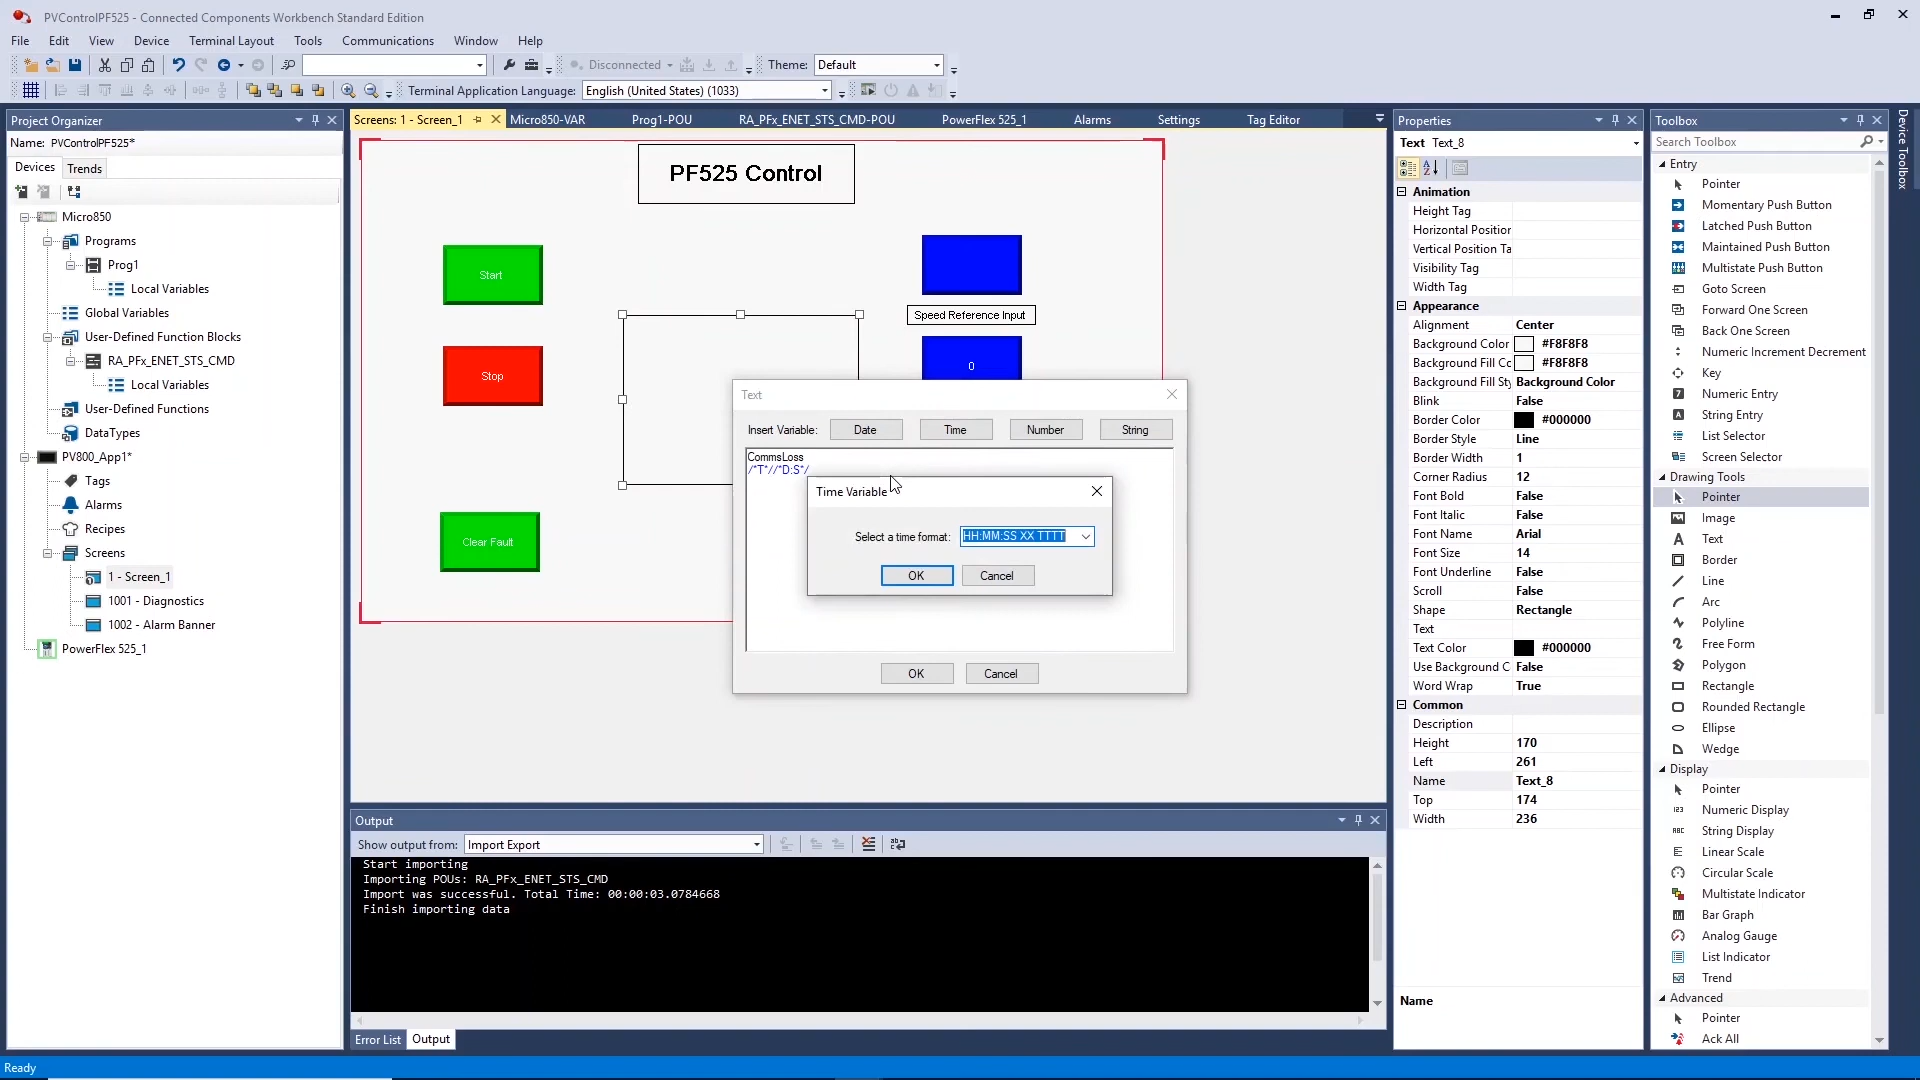 PVControlPF525 - Connected Components Workbench Standard Edition
File Edit View Device Terminal Layout Tools Communications Window Help
Disconnected Theme: Default
Terminal Application Language: English (United States) (1033)
Project Organizer
Name: PVControlPF525*
Devices Trends
Micro850
Programs
Prog1
Local Variables
Global Variables
User-Defined Function Blocks
RA_PFx_ENET_STS_CMD
Local Variables
User-Defined Functions
DataTypes
PV800_App1*
Tags
Alarms
Recipes
Screens
1 - Screen_1
1001 - Diagnostics
1002 - Alarm Banner
PowerFlex 525_1
Screens: 1 - Screen_1 Micro850-VAR Prog1-POU RA_PFx_ENET_STS_CMD-POU PowerFlex 525_1 Alarms Settings Tag Editor
PF525 Control
Start
Stop
Clear Fault
Speed Reference Input
0
Text
Insert Variable: Date Time Number String
CommsLoss
/*T*//*D:S*/
Time Variable
Select a time format: HH:MM:SS XX TTTT
OK Cancel
OK Cancel
Output
Show output from: Import Export
Start importing
Importing POUs: RA_PFx_ENET_STS_CMD
Import was successful. Total Time: 00:00:03.0784668
Finish importing data
Error List Output
Properties
Text Text_8
Animation
Height Tag
Horizontal Position
Vertical Position Ta
Visibility Tag
Width Tag
Appearance
Alignment Center
Background Color #F8F8F8
Background Fill Cc #F8F8F8
Background Fill Sty Background Color
Blink False
Border Color #000000
Border Style Line
Border Width 1
Corner Radius 12
Font Bold False
Font Italic False
Font Name Arial
Font Size 14
Font Underline False
Scroll False
Shape Rectangle
Text
Text Color #000000
Use Background C False
Word Wrap True
Common
Description
Height 170
Left 261
Name Text_8
Top 174
Width 236
Name
Toolbox
Search Toolbox
Entry
Pointer
Momentary Push Button
Latched Push Button
Maintained Push Button
Multistate Push Button
Goto Screen
Forward One Screen
Back One Screen
Numeric Increment Decrement
Key
Numeric Entry
String Entry
List Selector
Screen Selector
Drawing Tools
Pointer
Image
Text
Border
Line
Arc
Polyline
Free Form
Polygon
Rectangle
Rounded Rectangle
Ellipse
Wedge
Display
Pointer
Numeric Display
String Display
Linear Scale
Circular Scale
Multistate Indicator
Bar Graph
Analog Gauge
List Indicator
Trend
Advanced
Pointer
Ack All
Device Toolbox
Ready